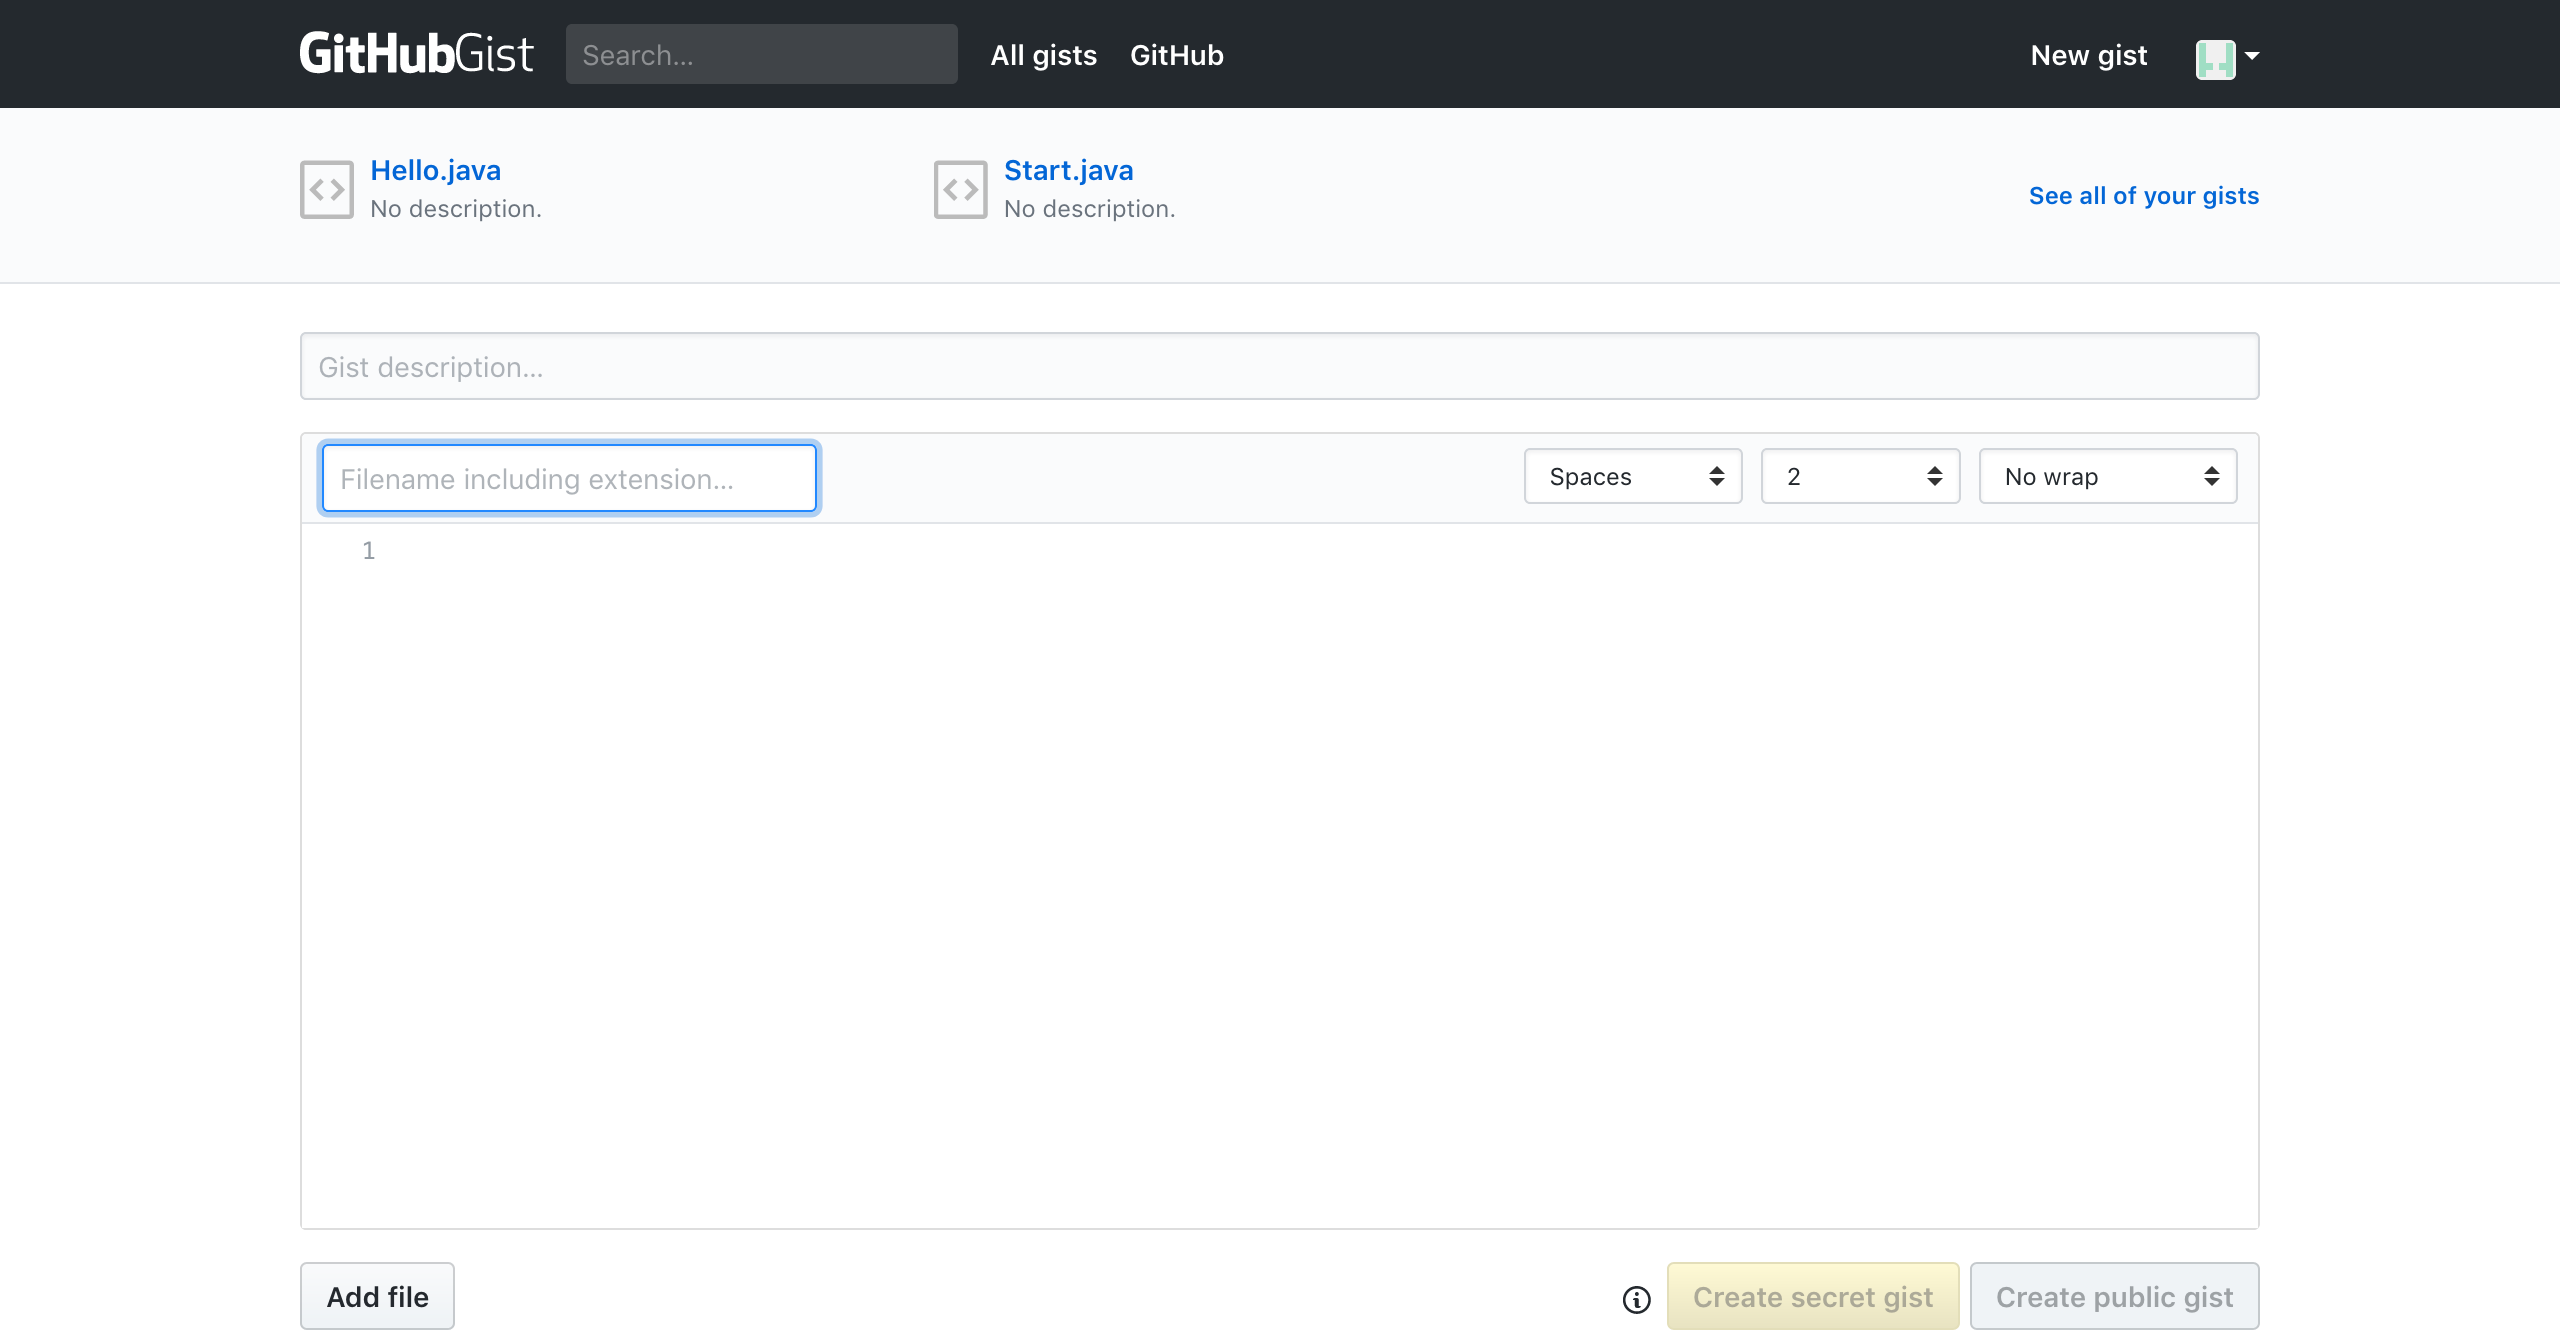 GitHubGist Search... All gists GitHub New gist
Hello.java
No description.
Start.java
No description.
See all of your gists
Gist description...
Filename including extension... Spaces 2 No wrap
1
Add file Create secret gist Create public gist